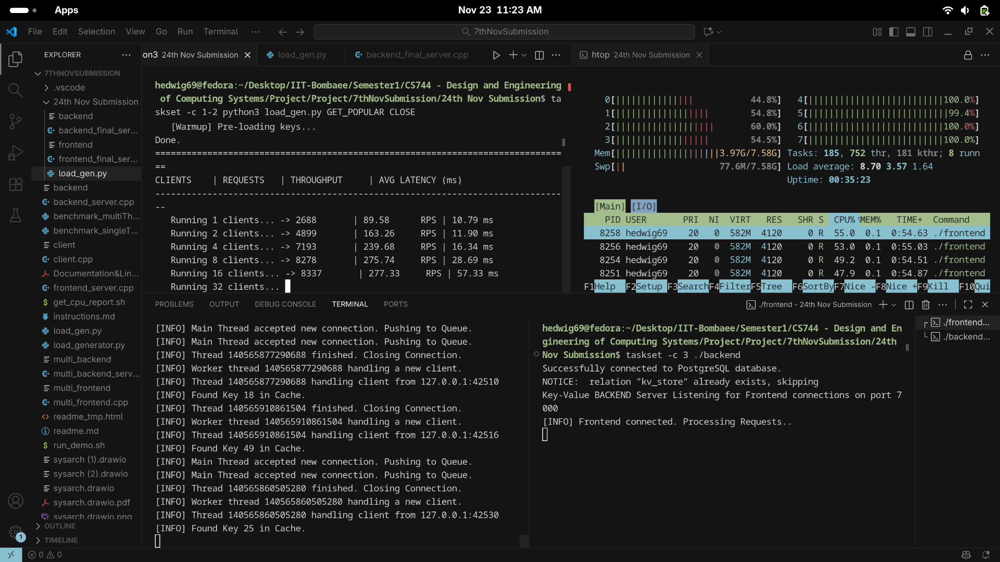 Apps
Nov 23 11:23 AM
File Edit Selection View Go Run Terminal ···
7thNovSubmission
EXPLORER ···
7THNOVSUBMISSION
.vscode
24th Nov Submission
backend
backend_final_ser...
frontend
frontend_final_ser...
load_gen.py
backend
backend_server.cpp
benchmark_multiTh...
benchmark_singleT...
client
client.cpp
Documentation&Lin...
frontend_server.cpp
get_cpu_report.sh
instructions.md
load_gen.py
load_generator.py
multi_backend
multi_backend_serv...
multi_frontend
multi_frontend.cpp
readme_tmp.html
readme.md
run_demo.sh
sysarch (1).drawio
sysarch (2).drawio
sysarch.drawio
sysarch.drawio.pdf
sysarch.drawio.png
OUTLINE
TIMELINE
1
0 0
on3 24th Nov Submission
load_gen.py
backend_final_server.cpp
hedwig69@fedora:~/Desktop/IIT-Bombaee/Semester1/CS744 - Design and Engineering
of Computing Systems/Project/Project/7thNovSubmission/24th Nov Submission$ ta
skset -c 1-2 python3 load_gen.py GET_POPULAR CLOSE
[Warmup] Pre-loading keys...
Done.
==============================================================================
==
CLIENTS | REQUESTS | THROUGHPUT | AVG LATENCY (ms)
------------------------------------------------------------------------------
--
Running 1 clients... -> 2688 | 89.58 RPS | 10.79 ms
Running 2 clients... -> 4899 | 163.26 RPS | 11.90 ms
Running 4 clients... -> 7193 | 239.68 RPS | 16.34 ms
Running 8 clients... -> 8278 | 275.74 RPS | 28.69 ms
Running 16 clients... -> 8337 | 277.33 RPS | 57.33 ms
Running 32 clients...
htop 24th Nov Submission
0[||||||||||||||| 44.8%] 4[||||||||||||||||||||||||||100.0%]
1[|||||||||||||||||| 54.8%] 5[|||||||||||||||||||||||||||99.4%]
2[||||||||||||||||||| 60.0%] 6[||||||||||||||||||||||||||100.0%]
3[|||||||||||||||||| 54.5%] 7[||||||||||||||||||||||||||100.0%]
Mem[||||||||||||||||||||3.97G/7.58G] Tasks: 185, 752 thr, 181 kthr; 8 runn
Swp[|| 77.6M/7.58G] Load average: 8.70 3.57 1.64
Uptime: 00:35:23
[Main] [I/O]
PID USER PRI NI VIRT RES SHR S CPU%▽MEM% TIME+ Command
8258 hedwig69 20 0 582M 4120 0 R 55.0 0.1 0:54.63 ./frontend
8256 hedwig69 20 0 582M 4120 0 R 53.0 0.1 0:55.03 ./frontend
8254 hedwig69 20 0 582M 4120 0 R 49.2 0.1 0:54.51 ./frontend
8251 hedwig69 20 0 582M 4120 0 R 47.9 0.1 0:54.87 ./frontend
F1Help F2Setup F3SearchF4FilterF5Tree F6SortByF7Nice -F8Nice +F9Kill F10Qui
PROBLEMS OUTPUT DEBUG CONSOLE TERMINAL PORTS
./frontend - 24th Nov Submission
[INFO] Main Thread accepted new connection. Pushing to Queue.
[INFO] Main Thread accepted new connection. Pushing to Queue.
[INFO] Thread 140565877290688 finished. Closing Connection.
[INFO] Worker thread 140565877290688 handling a new client.
[INFO] Thread 140565877290688 handling client from 127.0.0.1:42510
[INFO] Found Key 18 in Cache.
[INFO] Thread 140565910861504 finished. Closing Connection.
[INFO] Worker thread 140565910861504 handling a new client.
[INFO] Thread 140565910861504 handling client from 127.0.0.1:42516
[INFO] Found Key 49 in Cache.
[INFO] Main Thread accepted new connection. Pushing to Queue.
[INFO] Main Thread accepted new connection. Pushing to Queue.
[INFO] Thread 140565860505280 finished. Closing Connection.
[INFO] Worker thread 140565860505280 handling a new client.
[INFO] Thread 140565860505280 handling client from 127.0.0.1:42530
[INFO] Found Key 25 in Cache.
hedwig69@fedora:~/Desktop/IIT-Bombaee/Semester1/CS744 - Design and En
gineering of Computing Systems/Project/Project/7thNovSubmission/24th
Nov Submission$ taskset -c 3 ./backend
Successfully connected to PostgreSQL database.
NOTICE: relation "kv_store" already exists, skipping
Key-Value BACKEND Server Listening for Frontend connections on port 7
000
[INFO] Frontend connected. Processing Requests..
./frontend...
./backend...